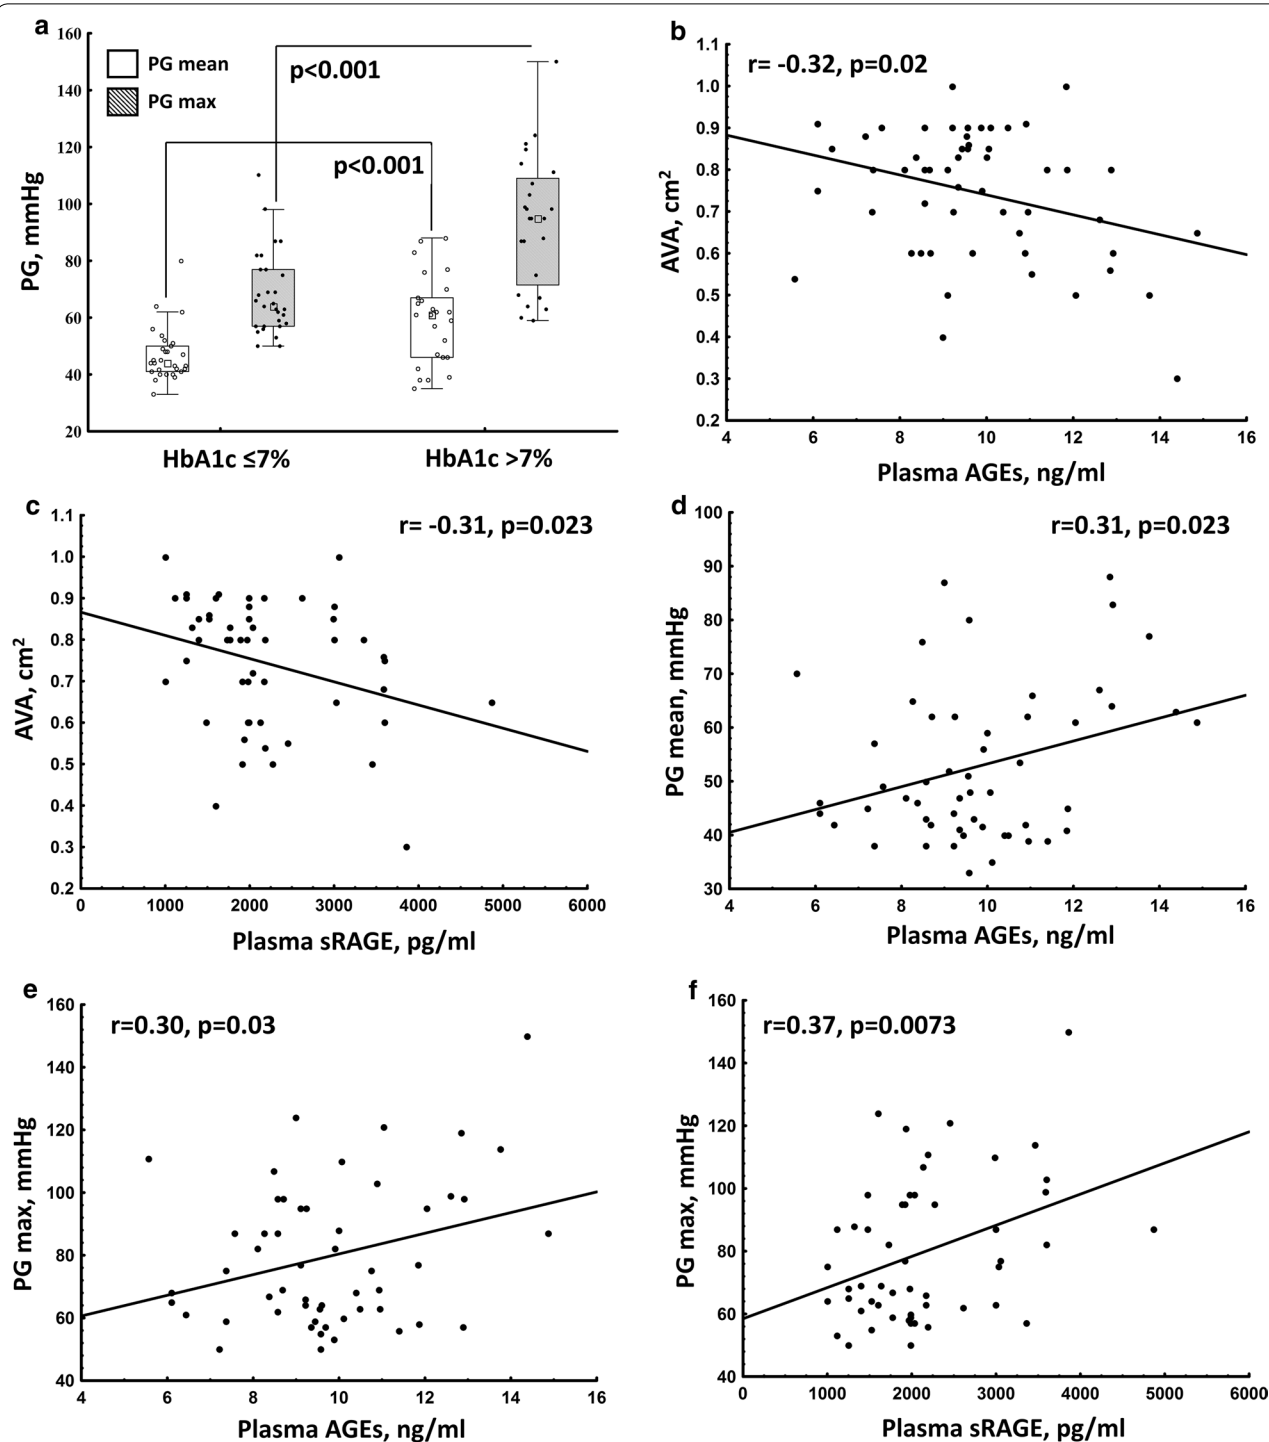 a
160
140
120
100
80
60
40
20
PG, mmHg
PG mean
PG max
p<0.001
p<0.001
HbA1c ≤7%
HbA1c >7%
b
r= -0.32, p=0.02
1.1
1.0
0.9
0.8
0.7
0.6
0.5
0.4
0.3
0.2
AVA, cm²
4 6 8 10 12 14 16
Plasma AGEs, ng/ml
c
r= -0.31, p=0.023
1.1
1.0
0.9
0.8
0.7
0.6
0.5
0.4
0.3
0.2
AVA, cm²
0 1000 2000 3000 4000 5000 6000
Plasma sRAGE, pg/ml
d
r=0.31, p=0.023
100
90
80
70
60
50
40
30
PG mean, mmHg
4 6 8 10 12 14 16
Plasma AGEs, ng/ml
e
r=0.30, p=0.03
160
140
120
100
80
60
40
PG max, mmHg
4 6 8 10 12 14 16
Plasma AGEs, ng/ml
f
r=0.37, p=0.0073
160
140
120
100
80
60
40
PG max, mmHg
0 1000 2000 3000 4000 5000 6000
Plasma sRAGE, pg/ml